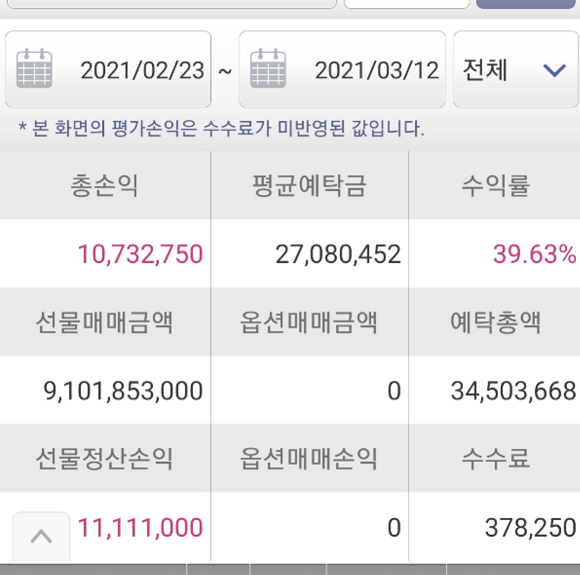 2021/02/23 ~ 2021/03/12 전체
* 본 화면의 평가손익은 수수료가 미반영된 값입니다.
총손익 평균예탁금 수익률
10,732,750 27,080,452 39.63%
선물매매금액 옵션매매금액 예탁총액
9,101,853,000 0 34,503,668
선물정산손익 옵션매매손익 수수료
11,111,000 0 378,250